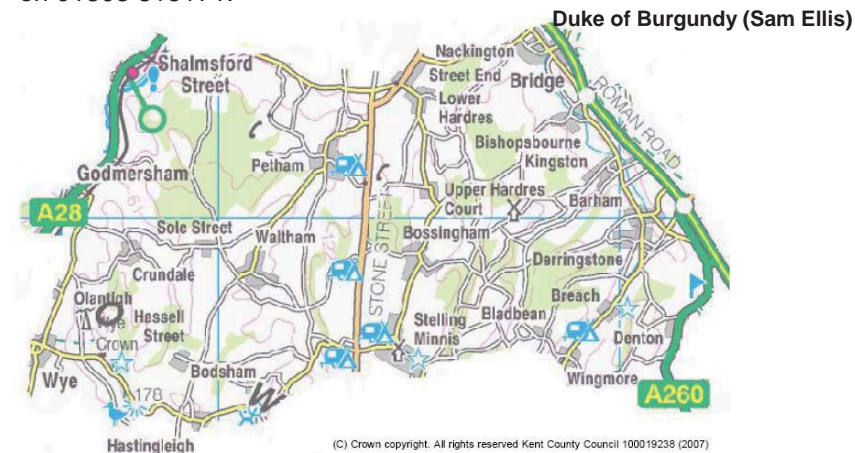 Duke of Burgundy (Sam Ellis)
Shalmsford
Street
Nackington
Street End
Bridge
Lower
Hardres
ROMAN ROAD
Bishopsbourne
Kingston
Petham
Godmersham
Upper Hardres
Court
Barham
A28
Sole Street
Waltham
STONE STREET
Bossingham
Derringstone
Crundale
Olantigh
Hassell
Street
Wye
Crown
Breach
Bladbean
Stelling
Minnis
Denton
Wye
Bodsham
Wingmore
A260
178
Hastingleigh
(C) Crown copyright. All rights reserved Kent County Council 100019238 (2007)